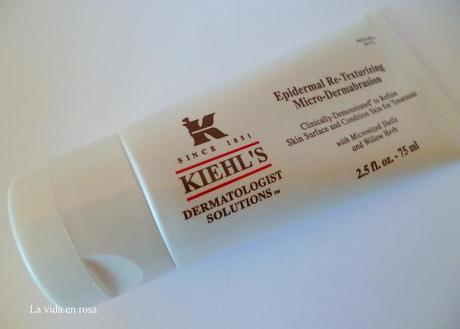 SINCE 1851
KIEHL'S
DERMATOLOGIST
SOLUTIONS™
Epidermal Re-Texturizing
Micro-Dermabrasion
Clinically-Demonstrated* to Refine
Skin Surface and Condition Skin for Treatment
with Micronized Shells
and Willow Herb
2.5 fl. oz. - 75 ml
La vida en rosa